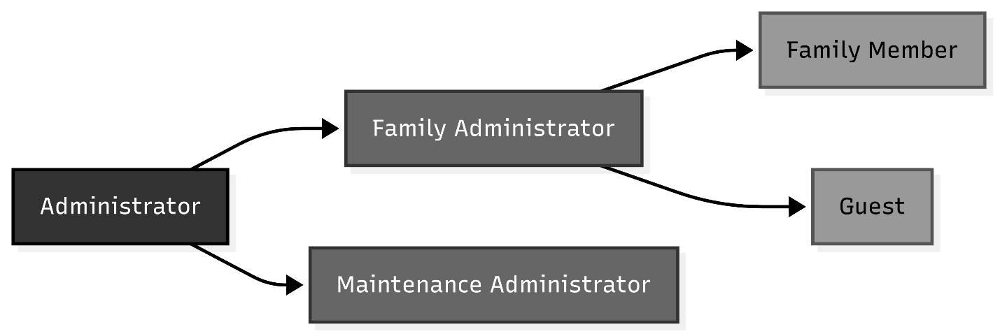 Administrator
Family Administrator
Maintenance Administrator
Family Member
Guest